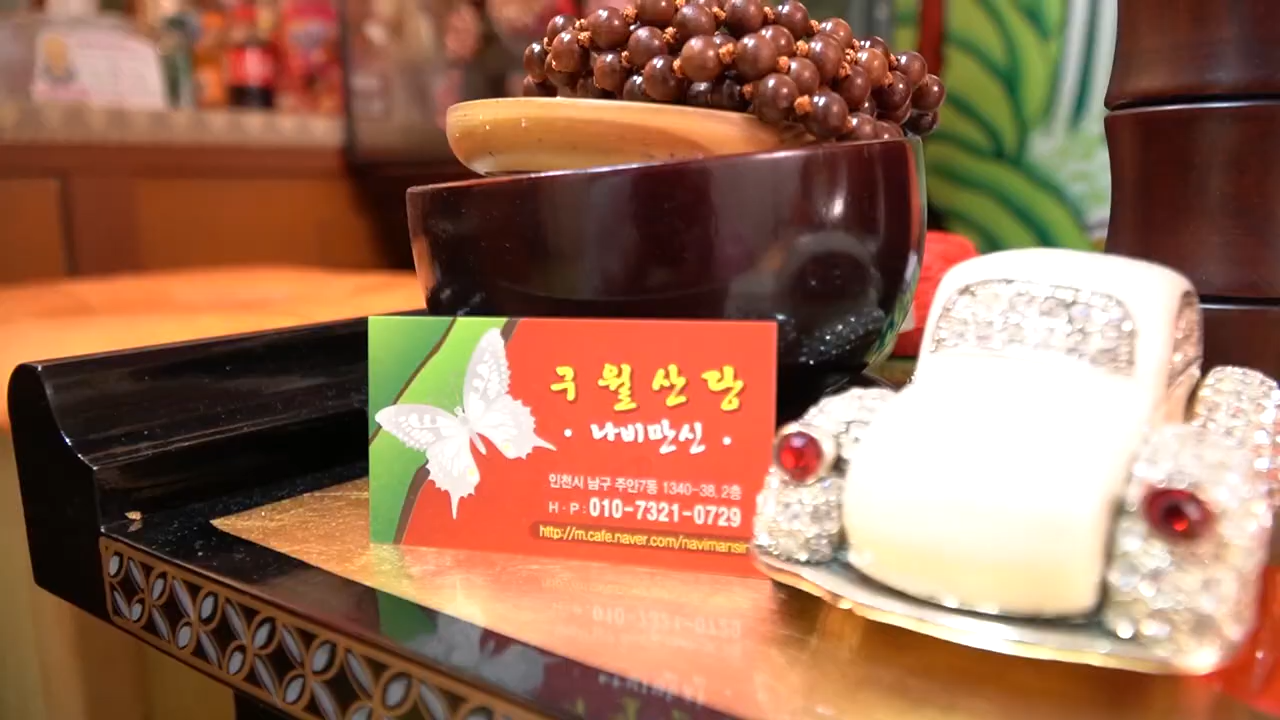 구월산당
· 나비만신 ·
인천시 남구 주안7동 1340-38, 2층
H · P : 010-7321-0729
http://m.cafe.naver.com/navimansin